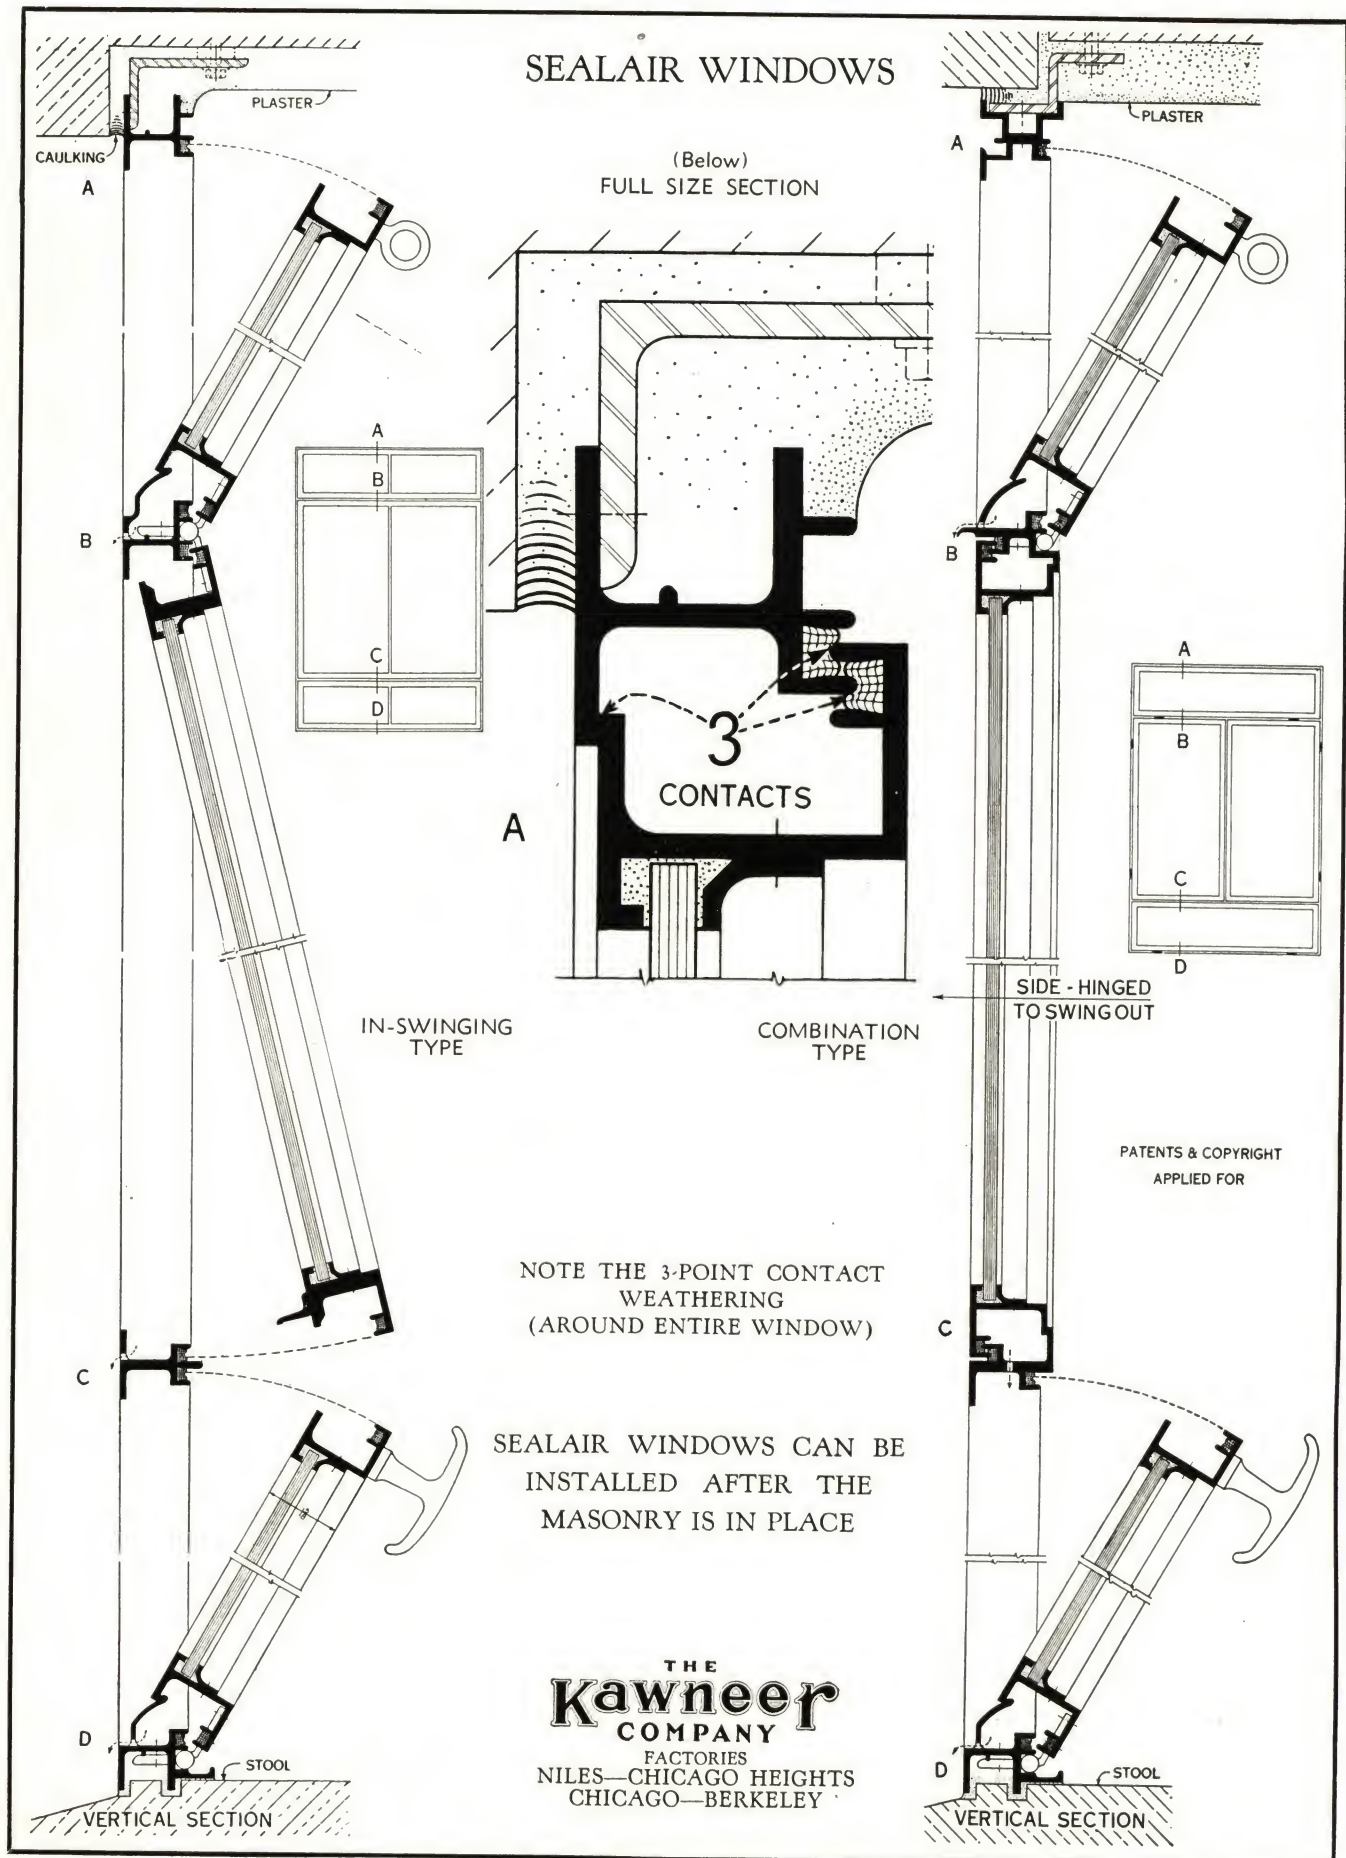 SEALAIR WINDOWS
(Below)
FULL SIZE SECTION
PLASTER
CAULKING
A
B
C
D
STOOL
VERTICAL SECTION
A
B
C
D
IN-SWINGING
TYPE
3
CONTACTS
A
COMBINATION
TYPE
NOTE THE 3-POINT CONTACT
WEATHERING
(AROUND ENTIRE WINDOW)
SEALAIR WINDOWS CAN BE
INSTALLED AFTER THE
MASONRY IS IN PLACE
THE
Kawneer
COMPANY
FACTORIES
NILES—CHICAGO HEIGHTS
CHICAGO—BERKELEY
PLASTER
A
B
C
D
STOOL
VERTICAL SECTION
A
B
C
D
SIDE-HINGED
TO SWING OUT
PATENTS & COPYRIGHT
APPLIED FOR